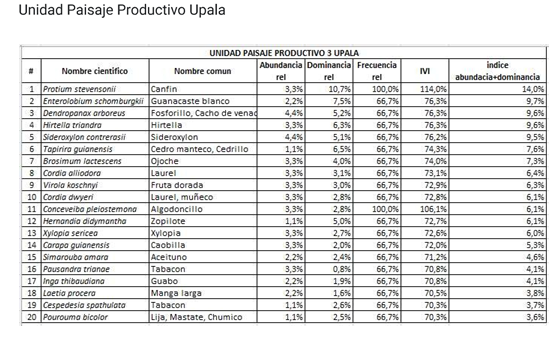 Unidad Paisaje Productivo Upala
UNIDAD PAISAJE PRODUCTIVO 3 UPALA
# Nombre cientifico Nombre comun Abundancia rel Dominancia rel Frecuencia rel IVI indice abundacia+dominancia
1 Protium stevensonii Canfin 3,3% 10,7% 100,0% 114,0% 14,0%
2 Enterolobium schomburgkii Guanacaste blanco 2,2% 7,5% 66,7% 76,3% 9,7%
3 Dendropanax arboreus Fosforillo, Cacho de venad 4,4% 5,2% 66,7% 76,3% 9,6%
4 Hirtella triandra Hirtella 3,3% 6,3% 66,7% 76,3% 9,6%
5 Sideroxylon contrerasii Sideroxylon 4,4% 5,1% 66,7% 76,2% 9,5%
6 Tapirira guianensis Cedro manteco, Cedrillo 1,1% 6,5% 66,7% 74,3% 7,6%
7 Brosimum lactescens Ojoche 3,3% 4,0% 66,7% 74,0% 7,3%
8 Cordia alliodora Laurel 3,3% 3,1% 66,7% 73,1% 6,4%
9 Virola koschnyi Fruta dorada 3,3% 3,0% 66,7% 72,9% 6,3%
10 Cordia dwyeri Laurel, muñeco 3,3% 2,8% 66,7% 72,8% 6,1%
11 Conceveiba pleiostemona Algodoncillo 3,3% 2,8% 100,0% 106,1% 6,1%
12 Hernandia didymantha Zopilote 1,1% 5,0% 66,7% 72,7% 6,1%
13 Xylopia sericea Xylopia 3,3% 2,7% 66,7% 72,6% 6,0%
14 Carapa guianensis Caobilla 3,3% 2,0% 66,7% 72,0% 5,3%
15 Simarouba amara Aceituno 2,2% 2,4% 66,7% 71,2% 4,6%
16 Pausandra trianae Tabacon 3,3% 0,8% 66,7% 70,8% 4,1%
17 Inga thibaudiana Guabo 2,2% 1,9% 66,7% 70,8% 4,1%
18 Laetia procera Manga larga 2,2% 1,6% 66,7% 70,5% 3,8%
19 Cespedesia spathulata Tabacon 1,1% 2,6% 66,7% 70,3% 3,7%
20 Pourouma bicolor Lija, Mastate, Chumico 1,1% 2,5% 66,7% 70,3% 3,6%